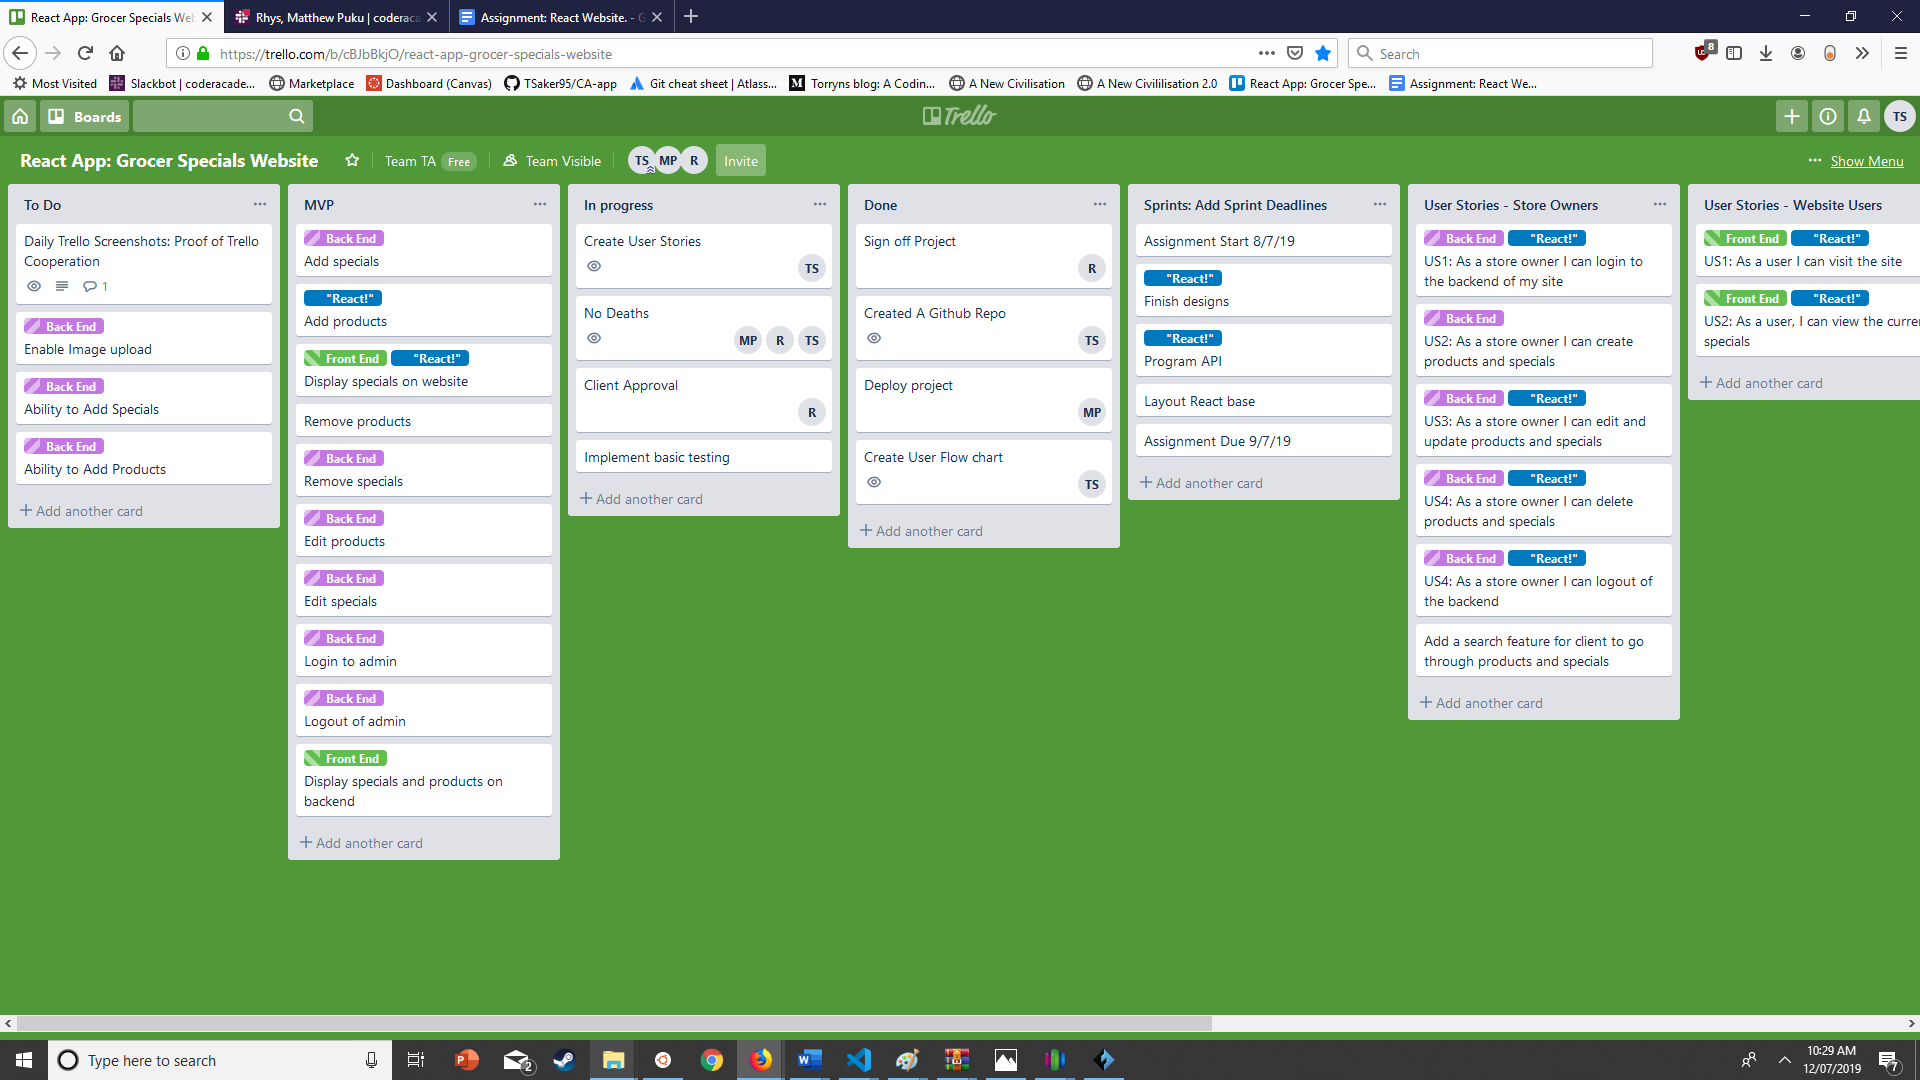 React App: Grocer Specials Web
Rhys, Matthew Puku | coderaca
Assignment: React Website. - G
https://trello.com/b/cBJbBkjO/react-app-grocer-specials-website
Search
8
Most Visited
Slackbot | coderacade...
Marketplace
Dashboard (Canvas)
TSaker95/CA-app
Git cheat sheet | Atlass...
Torryns blog: A Codin...
A New Civilisation
A New Civililisation 2.0
React App: Grocer Spe...
Assignment: React We...
Boards
Trello
TS
React App: Grocer Specials Website
Team TA Free
Team Visible
TS MP R
Invite
... Show Menu
To Do
Daily Trello Screenshots: Proof of Trello
Cooperation
1
Back End
Enable Image upload
Back End
Ability to Add Specials
Back End
Ability to Add Products
+ Add another card
MVP
Back End
Add specials
"React!"
Add products
Front End "React!"
Display specials on website
Remove products
Back End
Remove specials
Back End
Edit products
Back End
Edit specials
Back End
Login to admin
Back End
Logout of admin
Front End
Display specials and products on
backend
+ Add another card
In progress
Create User Stories
TS
No Deaths
MP R TS
Client Approval
R
Implement basic testing
+ Add another card
Done
Sign off Project
R
Created A Github Repo
TS
Deploy project
MP
Create User Flow chart
TS
+ Add another card
Sprints: Add Sprint Deadlines
Assignment Start 8/7/19
"React!"
Finish designs
"React!"
Program API
Layout React base
Assignment Due 9/7/19
+ Add another card
User Stories - Store Owners
Back End "React!"
US1: As a store owner I can login to
the backend of my site
Back End
US2: As a store owner I can create
products and specials
Back End "React!"
US3: As a store owner I can edit and
update products and specials
Back End "React!"
US4: As a store owner I can delete
products and specials
Back End "React!"
US4: As a store owner I can logout of
the backend
Add a search feature for client to go
through products and specials
+ Add another card
User Stories - Website Users
Front End "React!"
US1: As a user I can visit the site
Front End "React!"
US2: As a user, I can view the curre
specials
+ Add another card
Type here to search
2
10:29 AM
12/07/2019
7